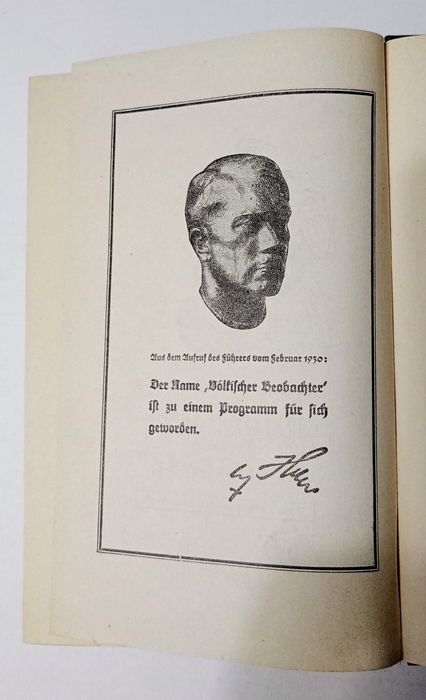 Aus dem Aufruf des Führers vom Februar 1930:
Der Name ‚Völkischer Beobachter‘
ist zu einem Programm für sich
geworden.